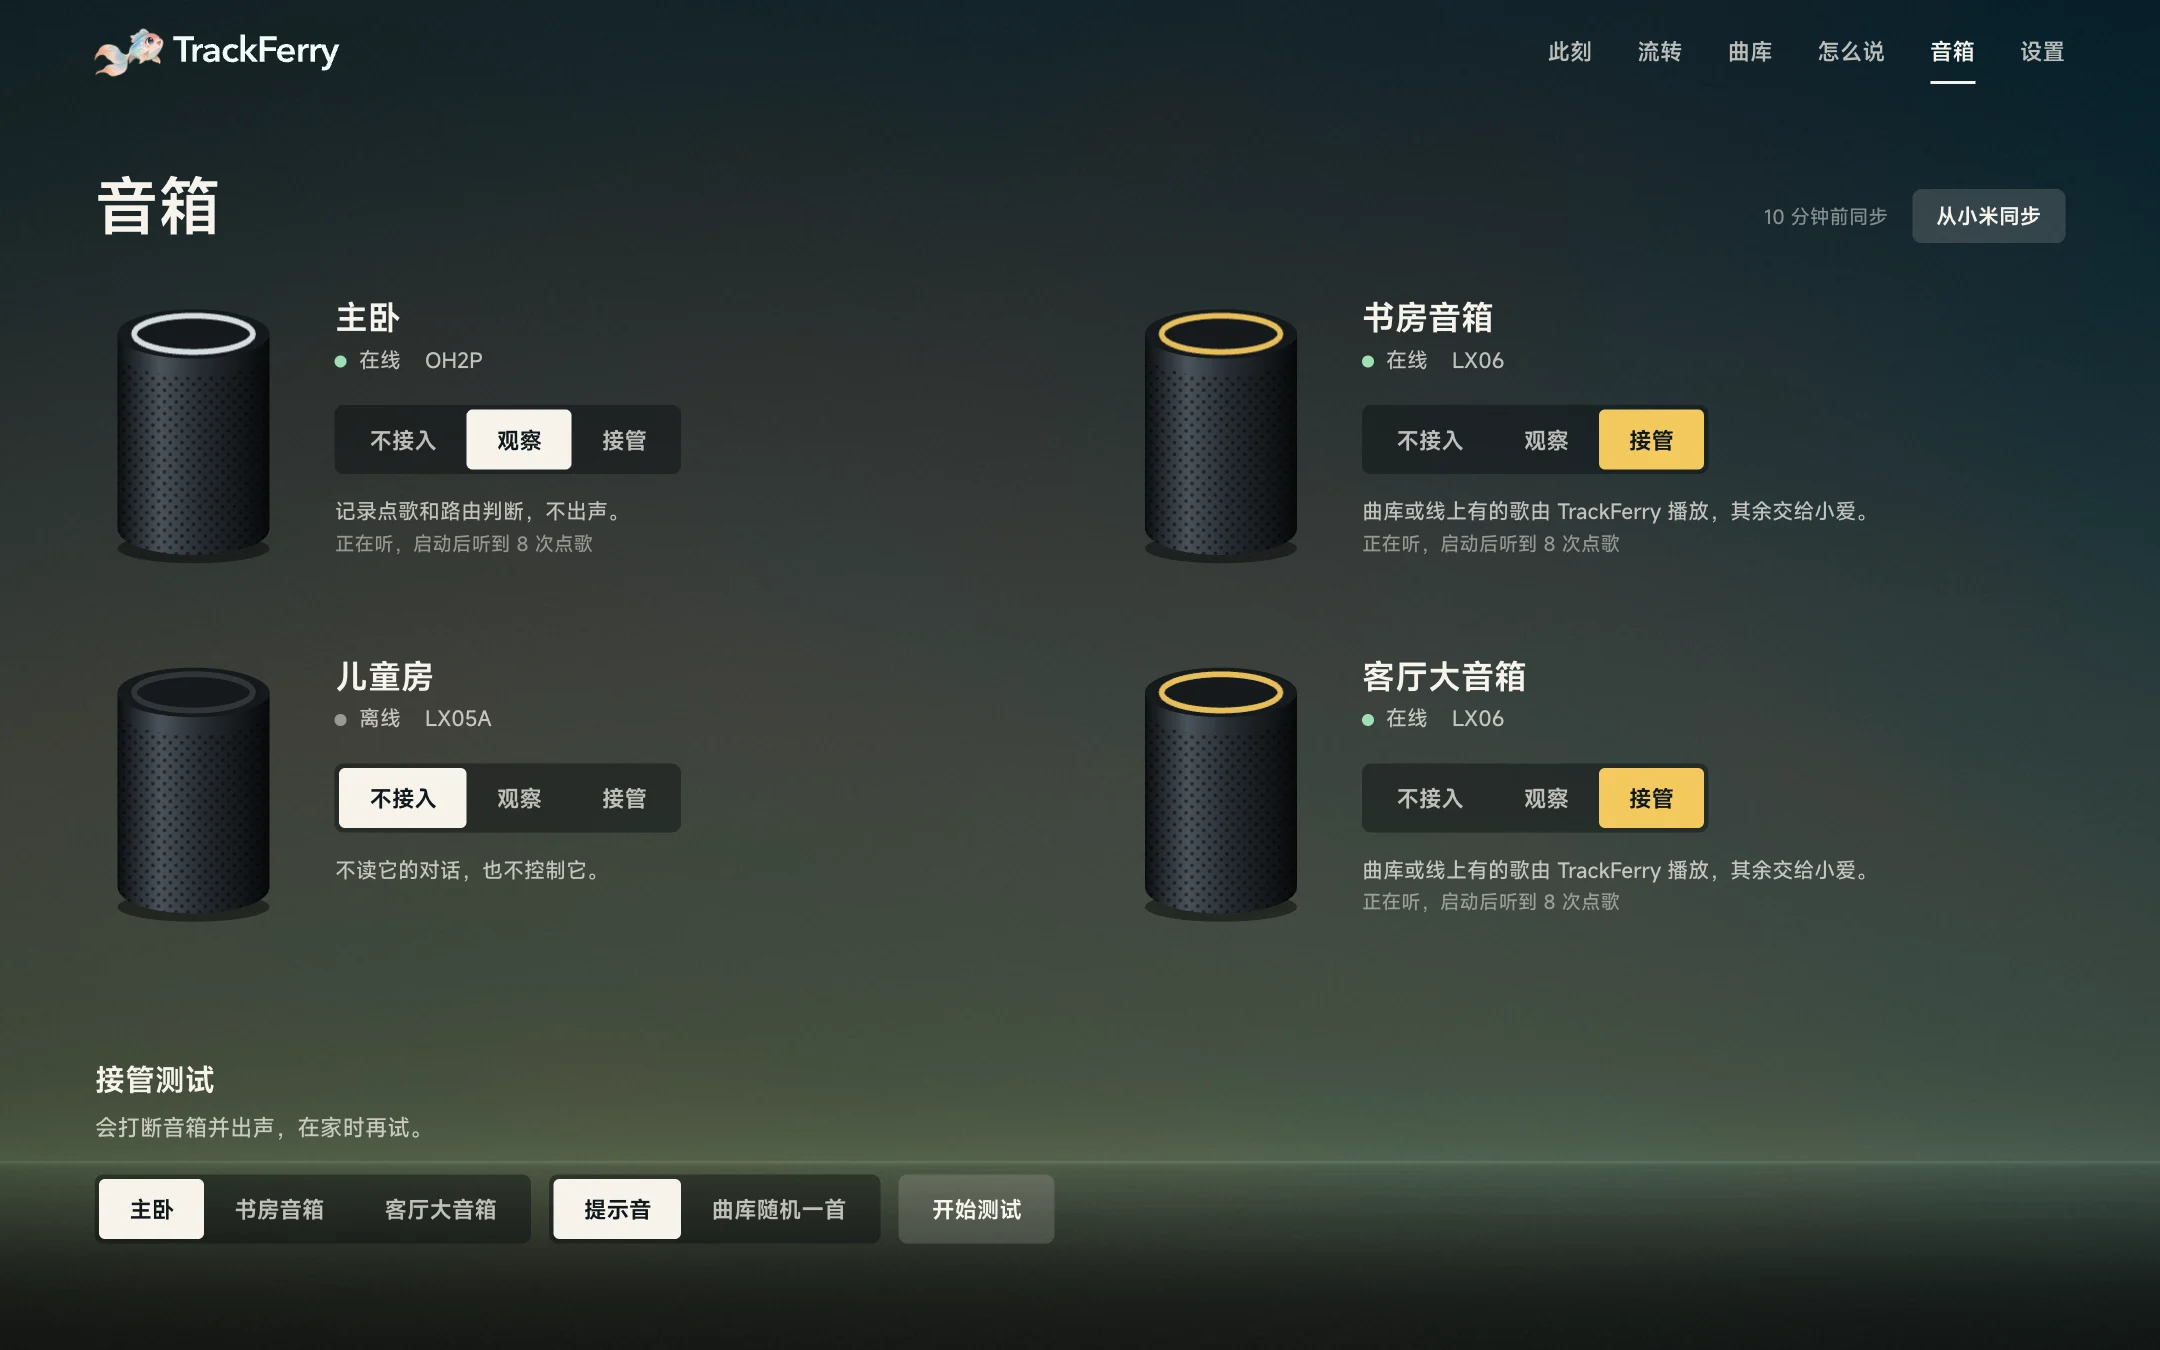 TrackFerry
此刻 流转 曲库 怎么说 音箱 设置
音箱
10 分钟前同步 从小米同步
主卧
在线 OH2P
不接入 观察 接管
记录点歌和路由判断，不出声。
正在听，启动后听到 8 次点歌
书房音箱
在线 LX06
不接入 观察 接管
曲库或线上有的歌由 TrackFerry 播放，其余交给小爱。
正在听，启动后听到 8 次点歌
儿童房
离线 LX05A
不接入 观察 接管
不读它的对话，也不控制它。
客厅大音箱
在线 LX06
不接入 观察 接管
曲库或线上有的歌由 TrackFerry 播放，其余交给小爱。
正在听，启动后听到 8 次点歌
接管测试
会打断音箱并出声，在家时再试。
主卧 书房音箱 客厅大音箱 提示音 曲库随机一首 开始测试